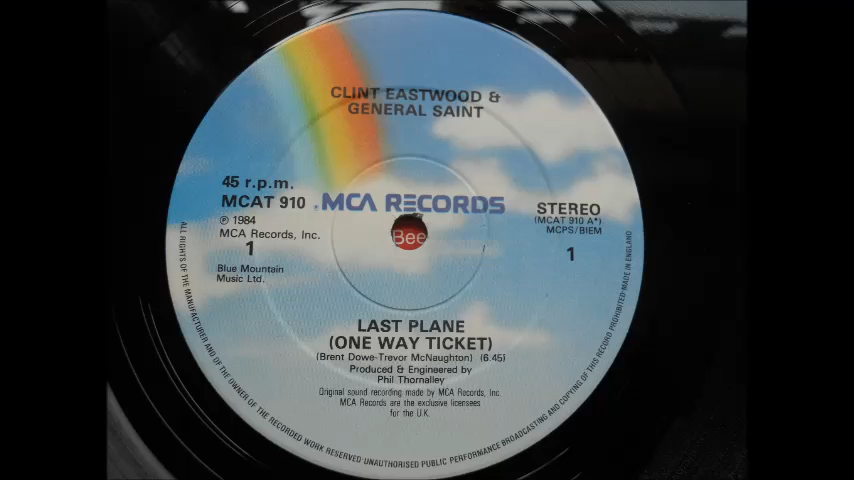 CLINT EASTWOOD &
GENERAL SAINT
45 r.p.m.
MCAT 910
℗ 1984
MCA Records, Inc.
1
Blue Mountain
Music Ltd.
MCA RECORDS
Bee
STEREO
(MCAT 910 A*)
MCPS/BIEM
1
LAST PLANE
(ONE WAY TICKET)
(Brent Dowe-Trevor McNaughton) (6.45)
Produced & Engineered by
Phil Thornalley
Original sound recording made by MCA Records, Inc.
MCA Records are the exclusive licensees
for the U.K.
ALL RIGHTS OF THE MANUFACTURER AND OF THE OWNER OF THE RECORDED WORK RESERVED·UNAUTHORISED PUBLIC PERFORMANCE BROADCASTING AND COPYING OF THIS RECORD PROHIBITED·MADE IN ENGLAND